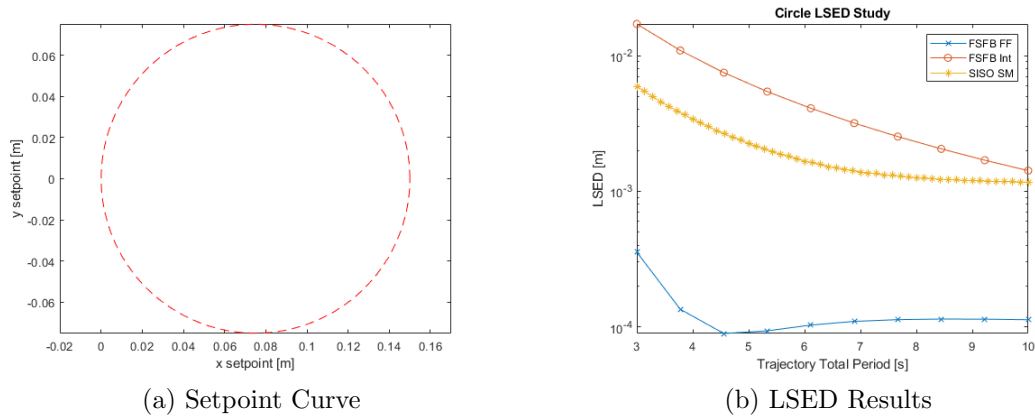 0.06
0.04
0.02
0
-0.02
-0.04
-0.06
y setpoint [m]
-0.02 0 0.02 0.04 0.06 0.08 0.1 0.12 0.14 0.16
x setpoint [m]
(a) Setpoint Curve
Circle LSED Study
FSFB FF
FSFB Int
SISO SM
10-2
10-3
10-4
LSED [m]
3 4 5 6 7 8 9 10
Trajectory Total Period [s]
(b) LSED Results